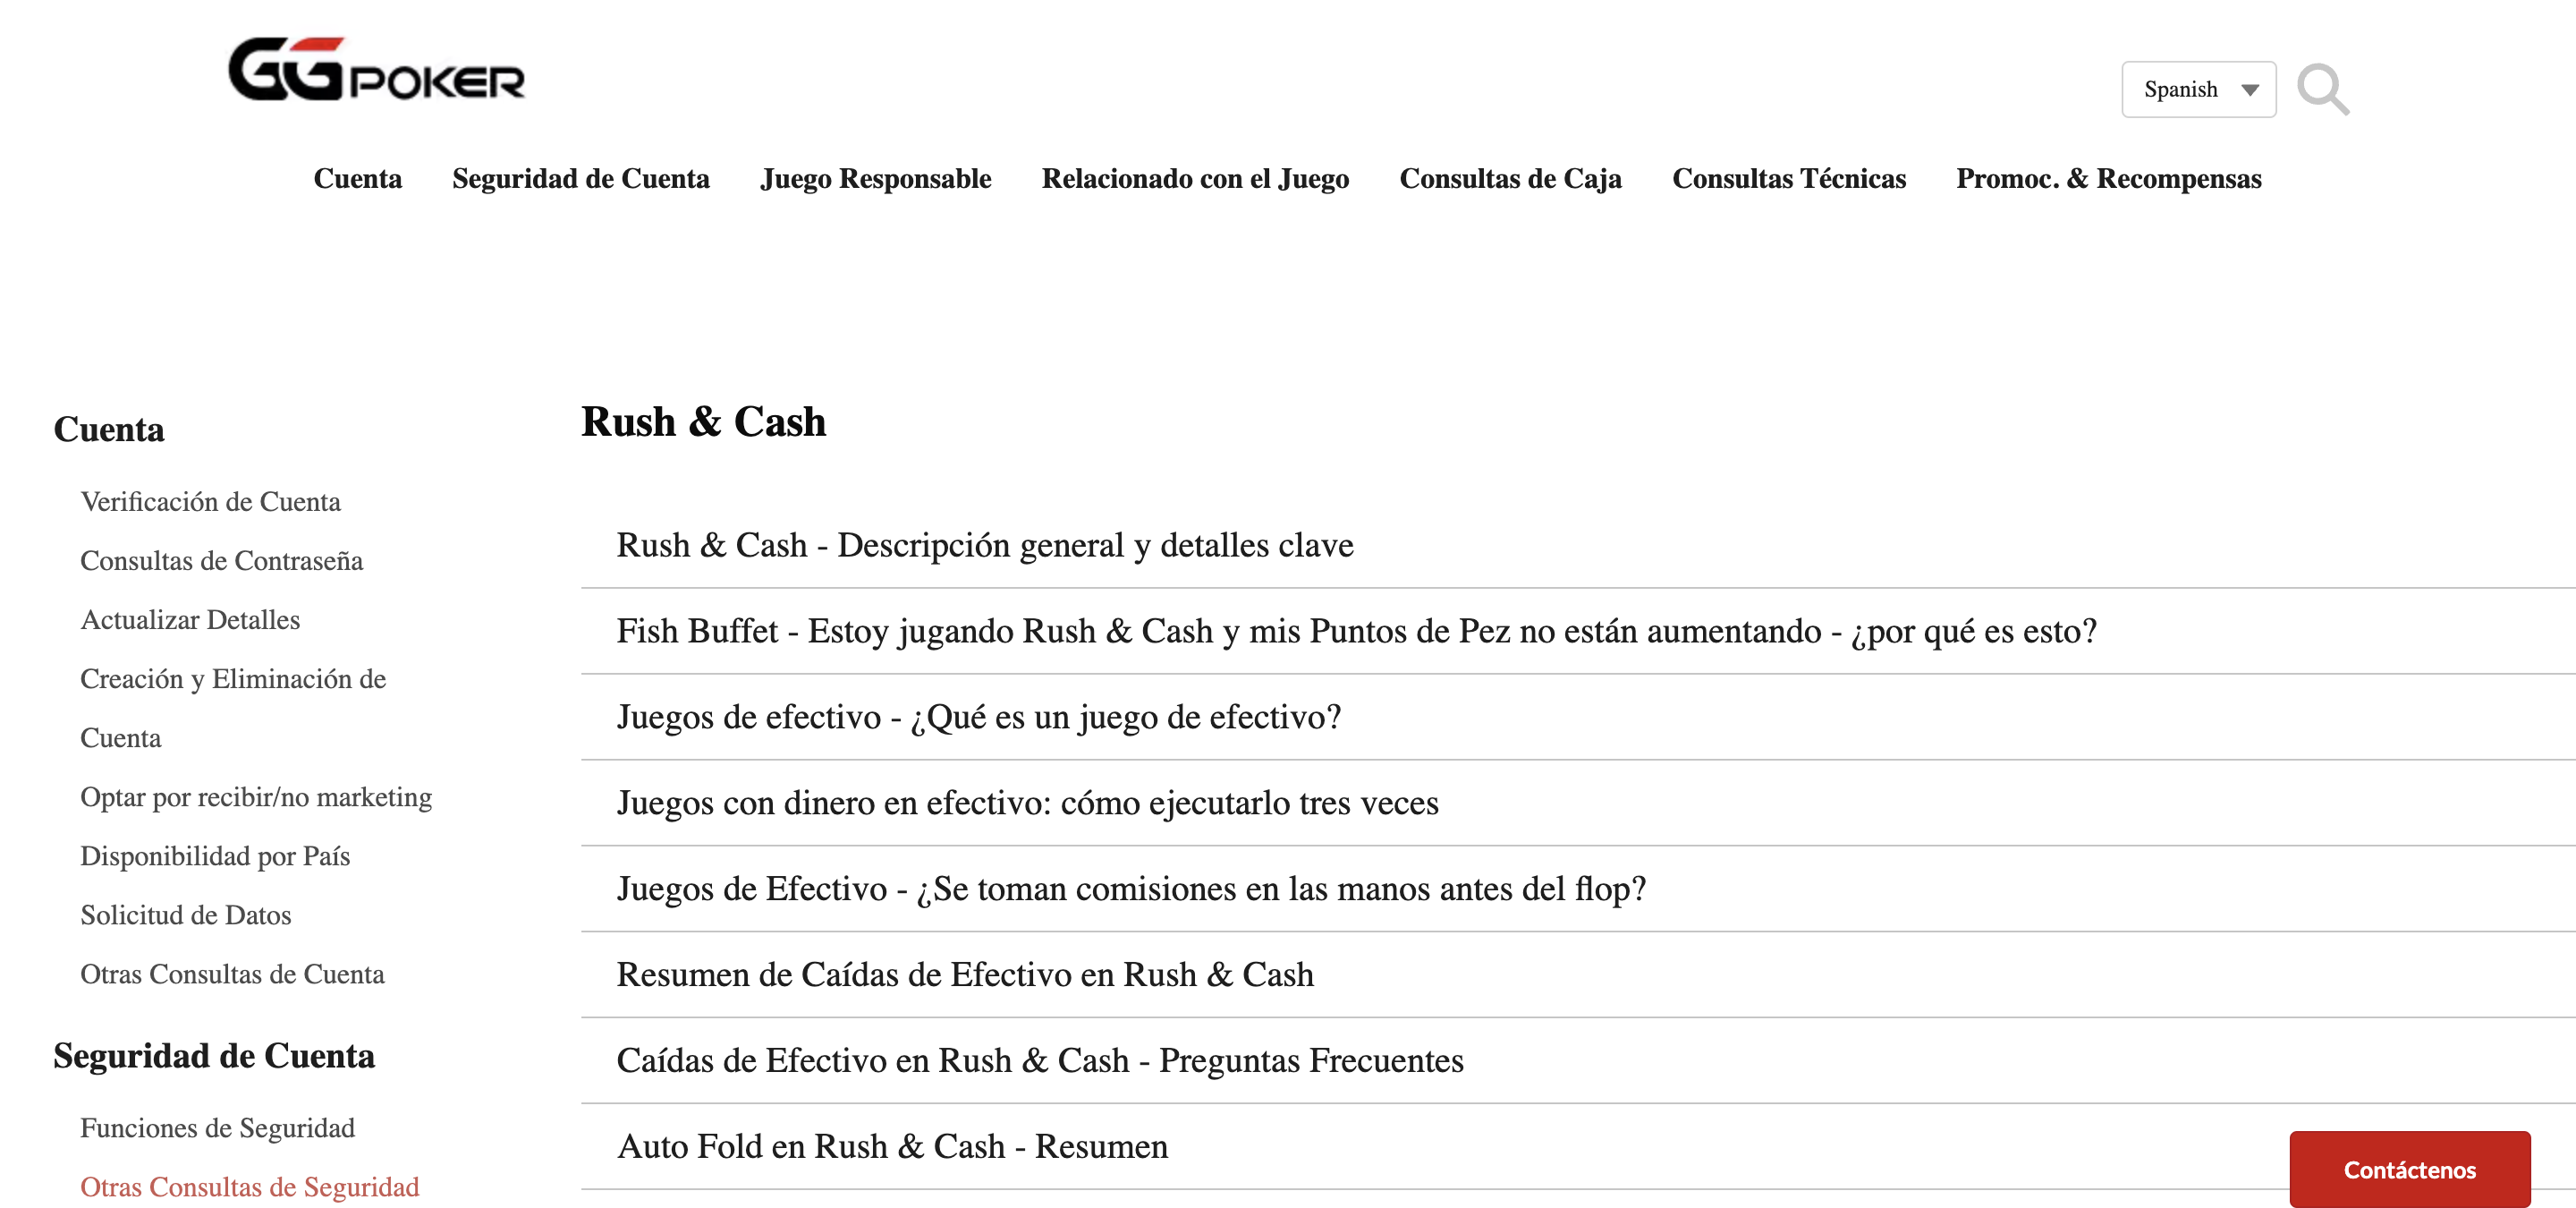 GGPOKER
Spanish
Cuenta Seguridad de Cuenta Juego Responsable Relacionado con el Juego Consultas de Caja Consultas Técnicas Promoc. & Recompensas
Cuenta
Verificación de Cuenta
Consultas de Contraseña
Actualizar Detalles
Creación y Eliminación de
Cuenta
Optar por recibir/no marketing
Disponibilidad por País
Solicitud de Datos
Otras Consultas de Cuenta
Seguridad de Cuenta
Funciones de Seguridad
Otras Consultas de Seguridad
Rush & Cash
Rush & Cash - Descripción general y detalles clave
Fish Buffet - Estoy jugando Rush & Cash y mis Puntos de Pez no están aumentando - ¿por qué es esto?
Juegos de efectivo - ¿Qué es un juego de efectivo?
Juegos con dinero en efectivo: cómo ejecutarlo tres veces
Juegos de Efectivo - ¿Se toman comisiones en las manos antes del flop?
Resumen de Caídas de Efectivo en Rush & Cash
Caídas de Efectivo en Rush & Cash - Preguntas Frecuentes
Auto Fold en Rush & Cash - Resumen
Contáctenos